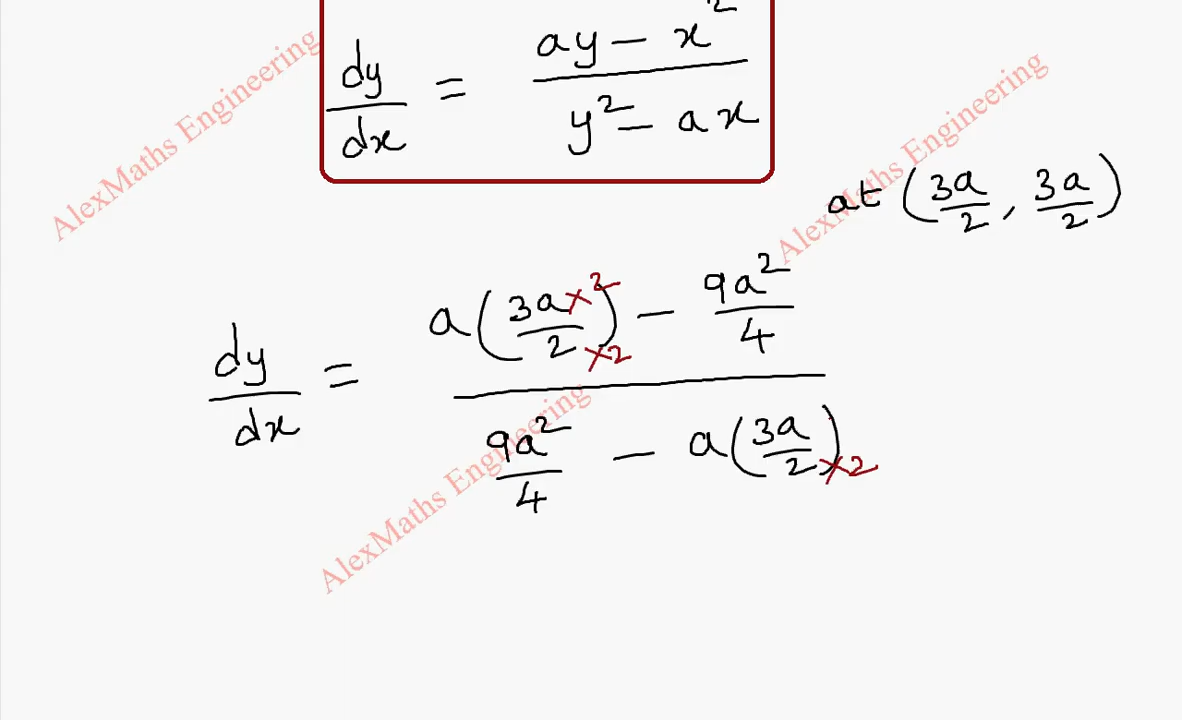 dy/dx = (ay - x²)/(y² - ax)
at (3a/2, 3a/2)
dy/dx = (a(3a×2/2×2) - 9a²/4)/(9a²/4 - a(3a/2)×2)
AlexMaths Engineering
AlexMaths Engineering
AlexMaths Engineering